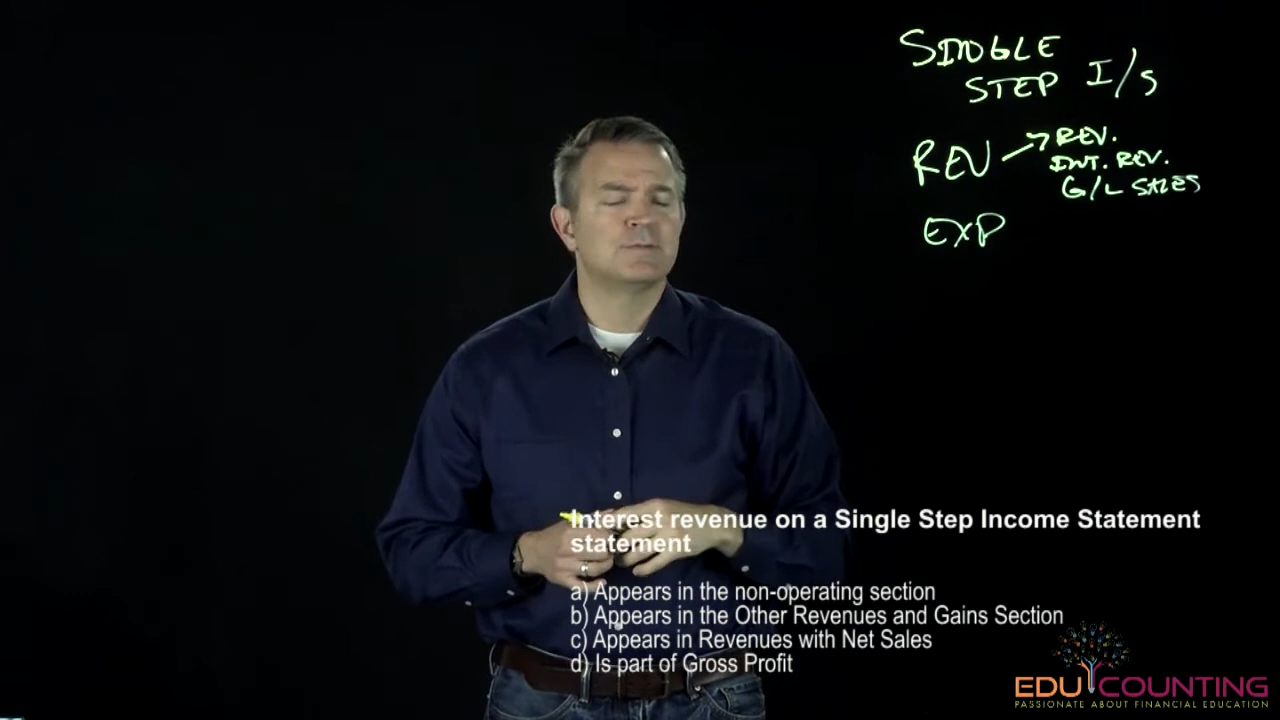 SINGLE
STEP I/S
REV → REV.
INT. REV.
G/L SALES
EXP
Interest revenue on a Single Step Income Statement
statement
a) Appears in the non-operating section
b) Appears in the Other Revenues and Gains Section
c) Appears in Revenues with Net Sales
d) Is part of Gross Profit
EDUCOUNTING
PASSIONATE ABOUT FINANCIAL EDUCATION